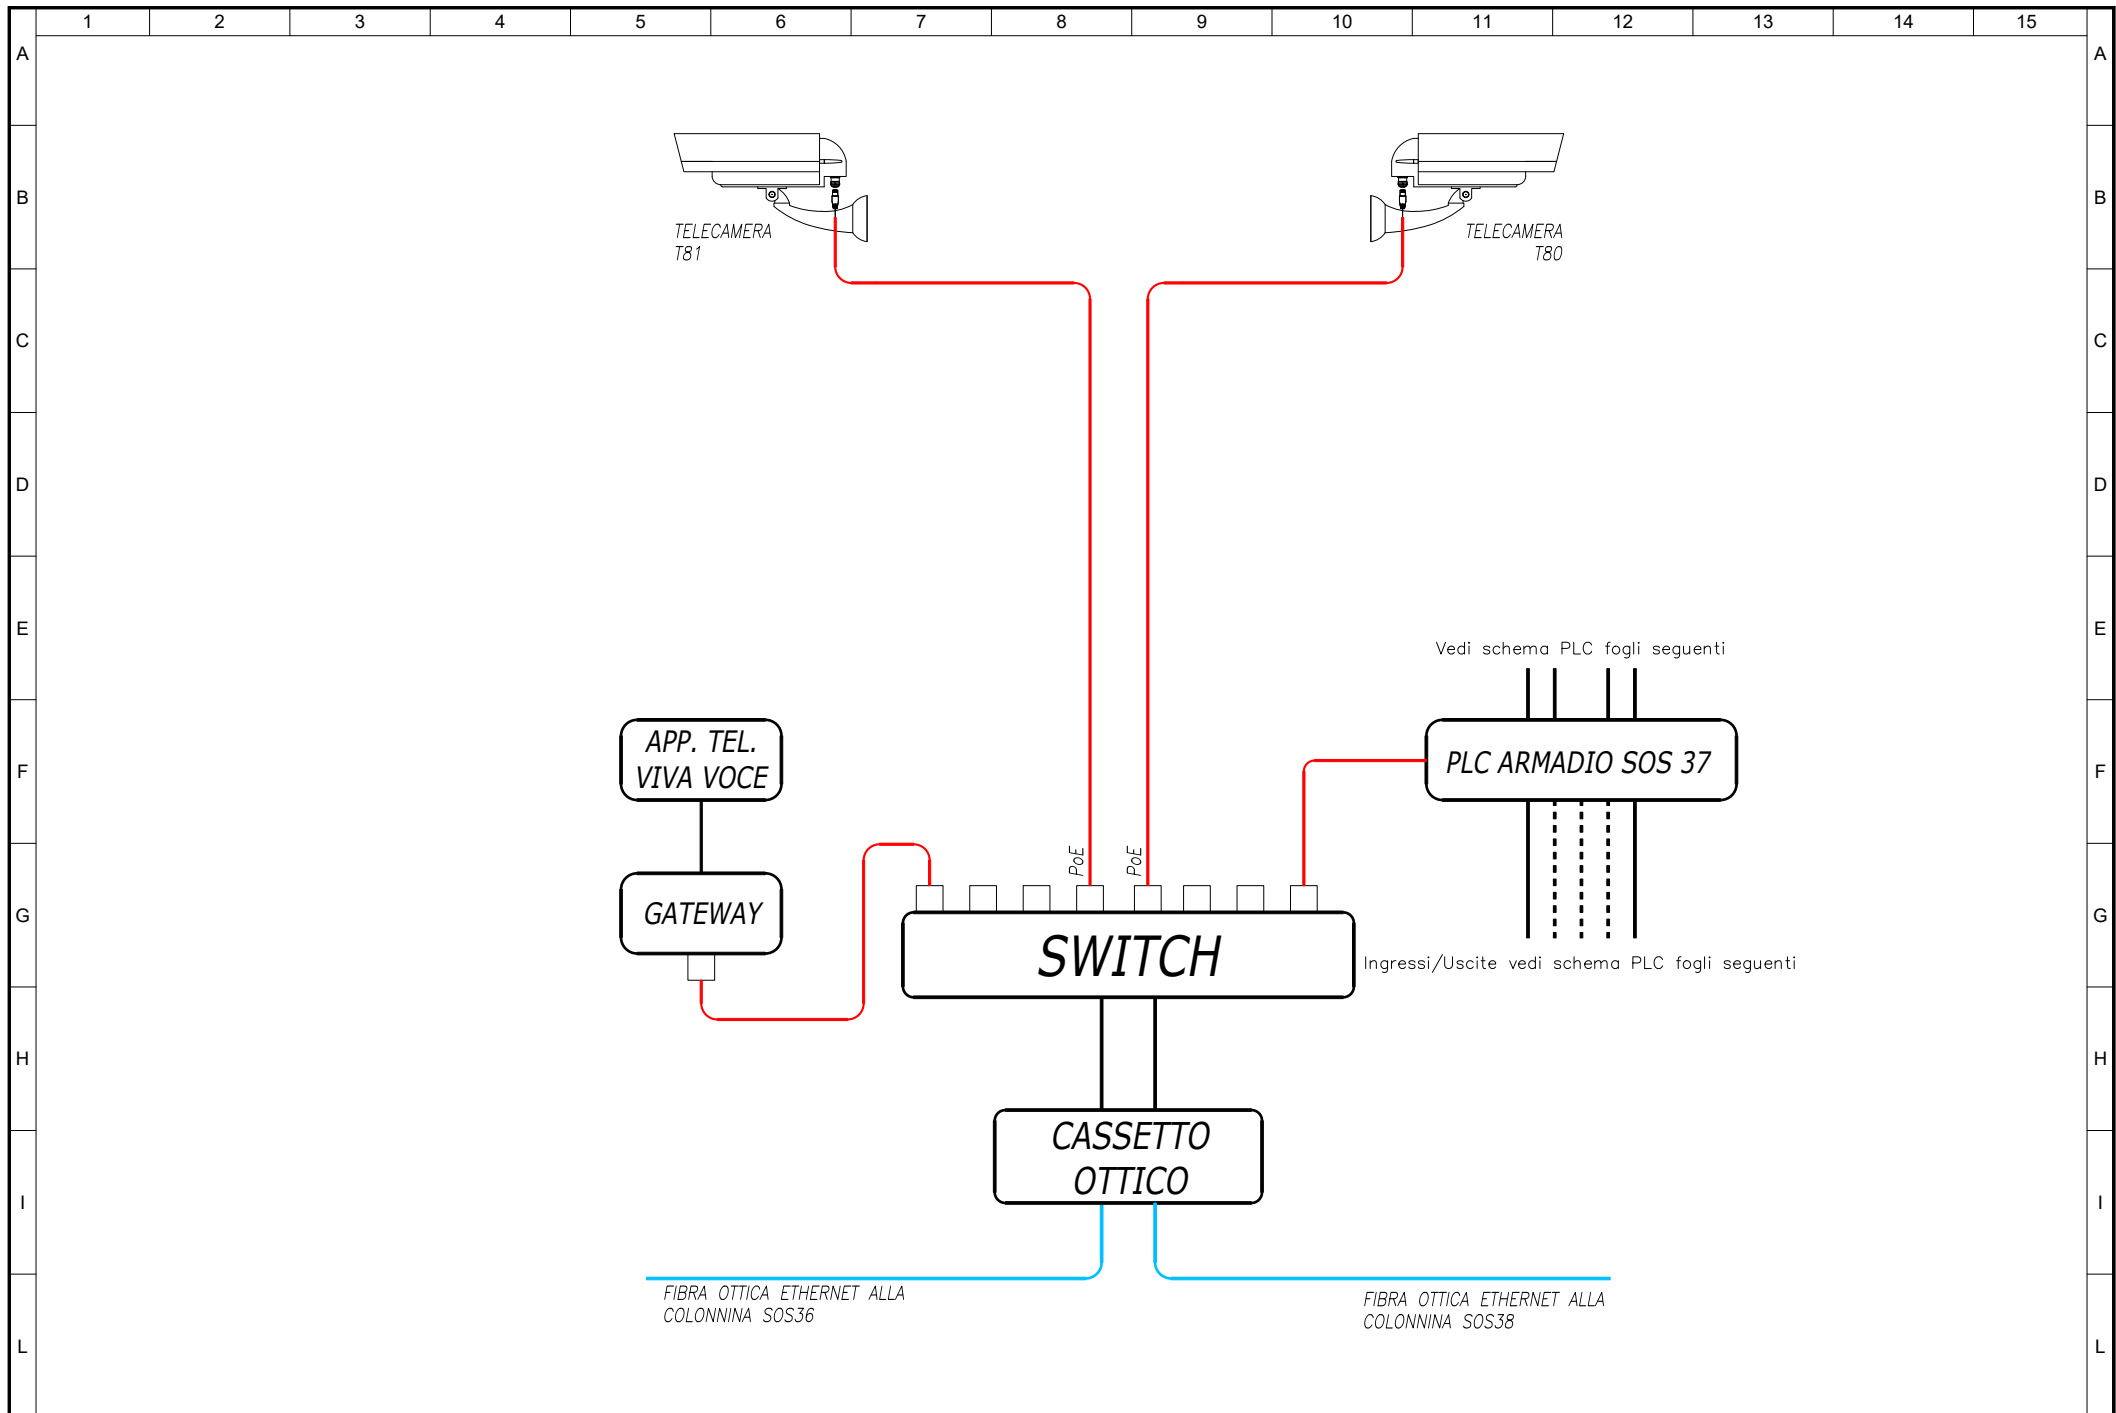 1 2 3 4 5 6 7 8 9 10 11 12 13 14 15
A A
B B
TELECAMERA
T81
TELECAMERA
T80
C C
D D
E E
Vedi schema PLC fogli seguenti
APP. TEL.
VIVA VOCE
PLC ARMADIO SOS 37
F F
PoE PoE
GATEWAY
G G
SWITCH
Ingressi/Uscite vedi schema PLC fogli seguenti
H H
CASSETTO
OTTICO
I I
FIBRA OTTICA ETHERNET ALLA
COLONNINA SOS36
FIBRA OTTICA ETHERNET ALLA
COLONNINA SOS38
L L